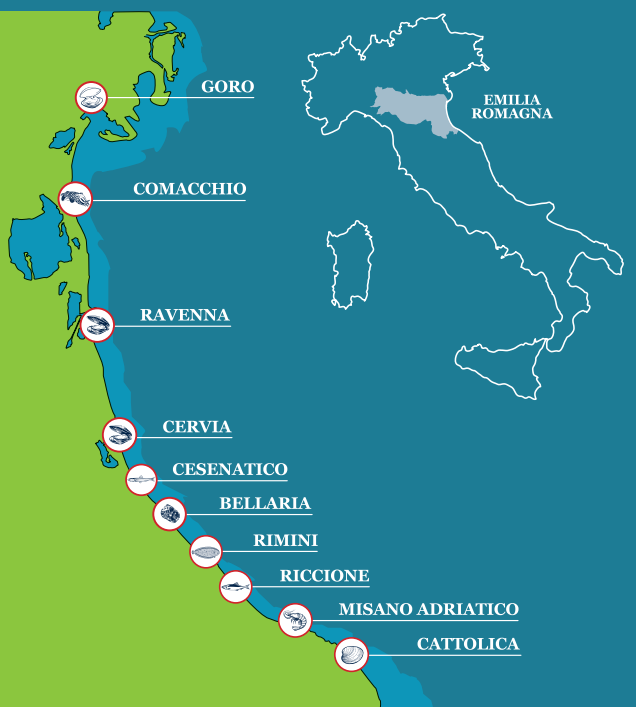 GORO
EMILIA
ROMAGNA
COMACCHIO
RAVENNA
CERVIA
CESENATICO
BELLARIA
RIMINI
RICCIONE
MISANO ADRIATICO
CATTOLICA